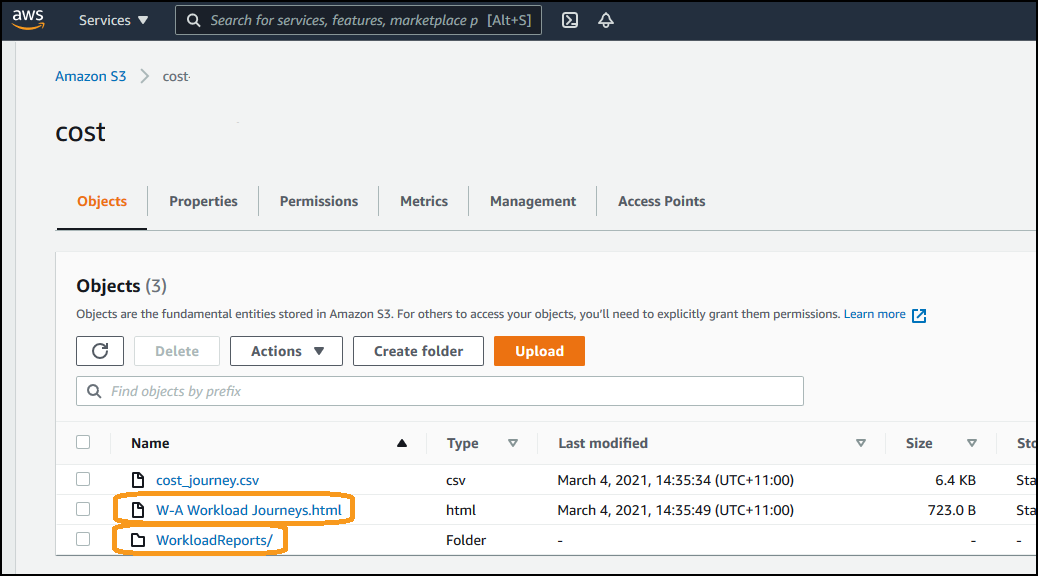 aws Services Search for services, features, marketplace p [Alt+S]
Amazon S3 cost
cost
Objects Properties Permissions Metrics Management Access Points
Objects (3)
Objects are the fundamental entities stored in Amazon S3. For others to access your objects, you'll need to explicitly grant them permissions. Learn more
Delete Actions Create folder Upload
Find objects by prefix
Name Type Last modified Size Sto
cost_journey.csv csv March 4, 2021, 14:35:34 (UTC+11:00) 6.4 KB Sta
W-A Workload Journeys.html html March 4, 2021, 14:35:49 (UTC+11:00) 723.0 B Sta
WorkloadReports/ Folder - - -